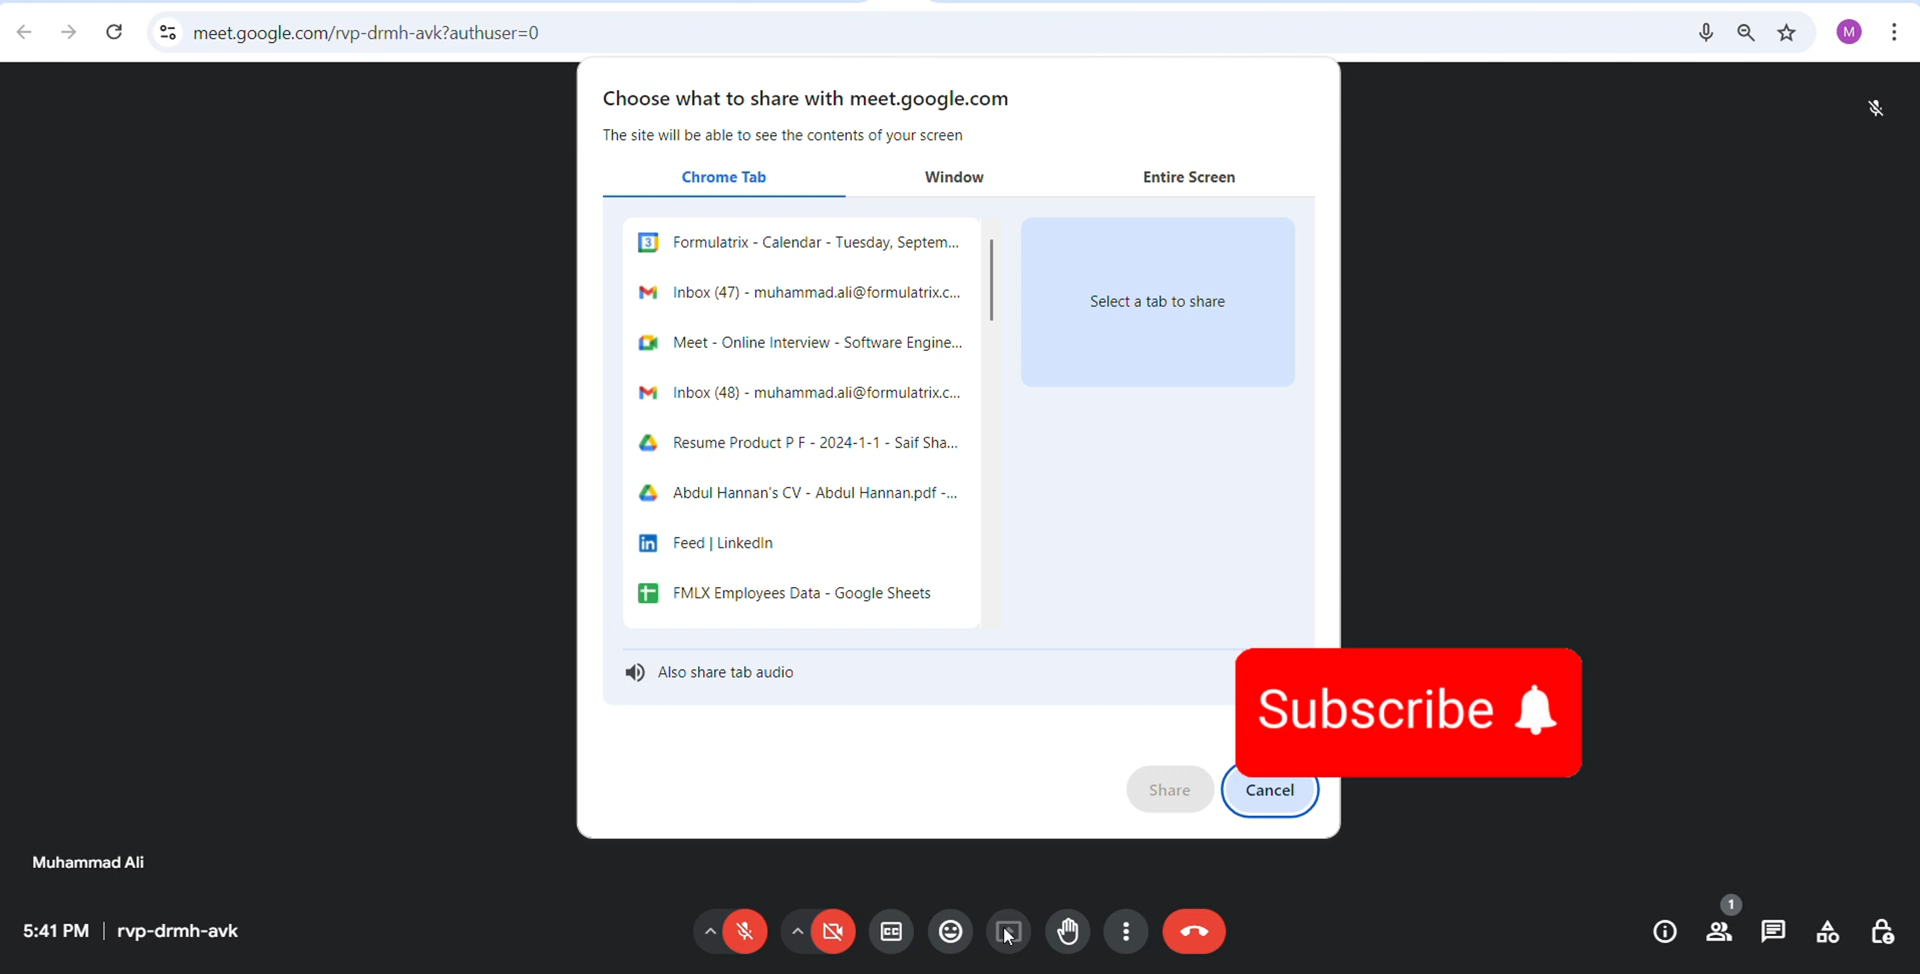 meet.google.com/rvp-drmh-avk?authuser=0
M
Choose what to share with meet.google.com
The site will be able to see the contents of your screen
Chrome Tab
Window
Entire Screen
3 Formulatrix - Calendar - Tuesday, Septem...
Inbox (47) - muhammad.ali@formulatrix.c...
Meet - Online Interview - Software Engine...
Inbox (48) - muhammad.ali@formulatrix.c...
Resume Product P F - 2024-1-1 - Saif Sha...
Abdul Hannan's CV - Abdul Hannan.pdf -...
in Feed | LinkedIn
FMLX Employees Data - Google Sheets
Select a tab to share
Also share tab audio
Subscribe
Share
Cancel
Muhammad Ali
5:41 PM | rvp-drmh-avk
CC
1